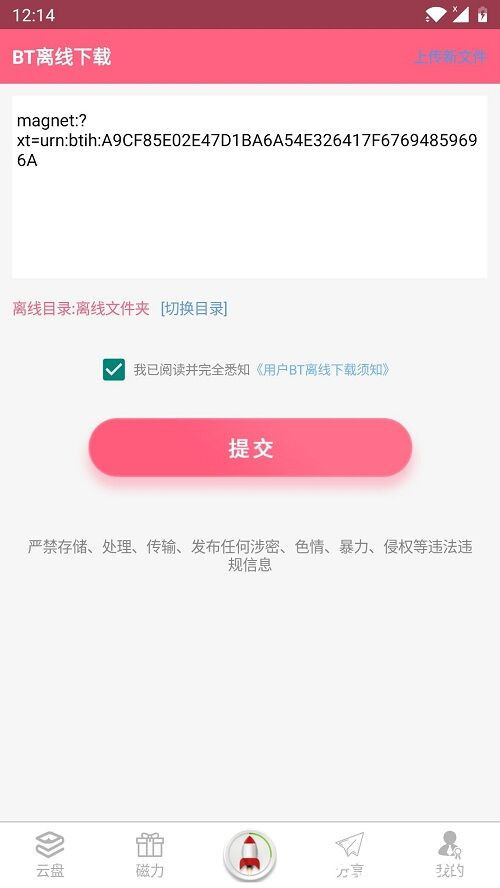 12:14
BT离线下载
上传新文件
magnet:?
xt=urn:btih:A9CF85E02E47D1BA6A54E326417F6769485969
6A
离线目录:离线文件夹 [切换目录]
我已阅读并完全悉知《用户BT离线下载须知》
提交
严禁存储、处理、传输、发布任何涉密、色情、暴力、侵权等违法违
规信息
云盘
磁力
分享
我的